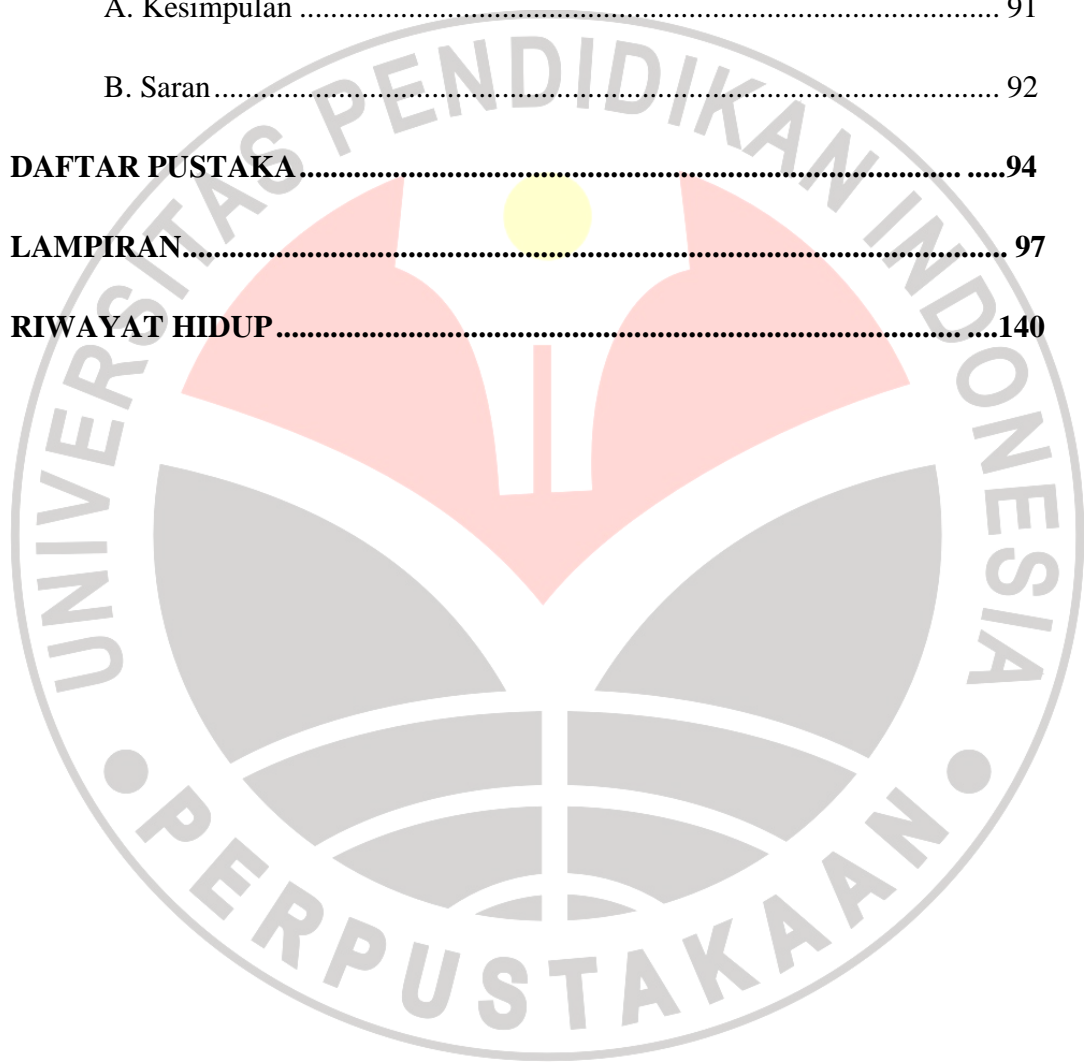 A. Kesimpulan .......................................................................................... 91
B. Saran..................................................................................................... 92
DAFTAR PUSTAKA..................................................................................... .....94
LAMPIRAN.......................................................................................................... 97
RIWAYAT HIDUP......................................................................................... ....140
UNIVERSITAS PENDIDIKAN INDONESIA
PERPUSTAKAAN